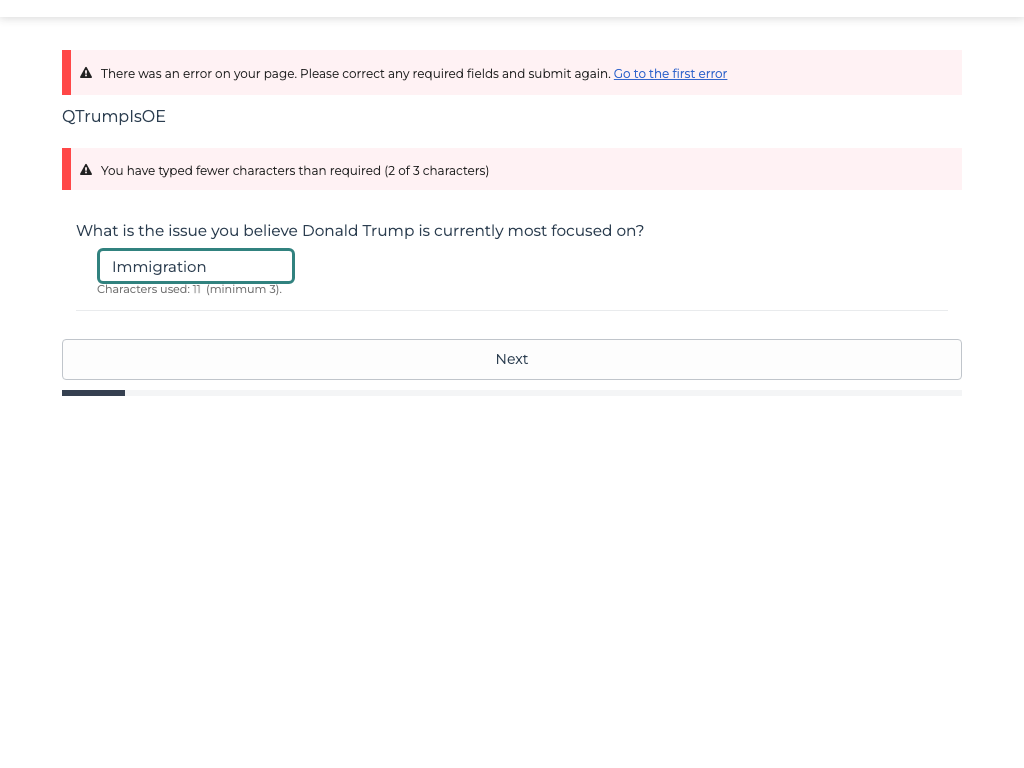 There was an error on your page. Please correct any required fields and submit again. Go to the first error
QTrumpIsOE
You have typed fewer characters than required (2 of 3 characters)
What is the issue you believe Donald Trump is currently most focused on?
Immigration
Characters used: 11 (minimum 3).
Next